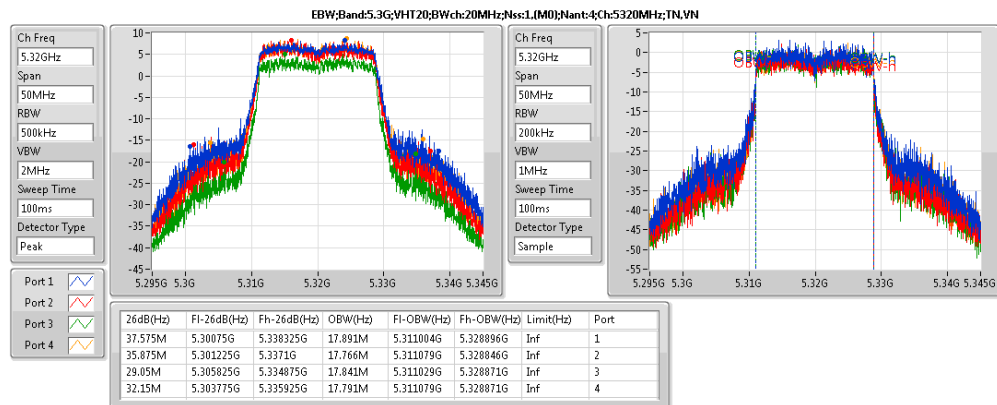 EBW;Band:5.3G;VHT20;BWch:20MHz;Nss:1,(M0);Nant:4;Ch:5320MHz;TN,VN
Ch Freq
5.32GHz
Span
50MHz
RBW
500kHz
VBW
2MHz
Sweep Time
100ms
Detector Type
Peak
10
5
0
-5
-10
-15
-20
-25
-30
-35
-40
-45
5.295G 5.3G 5.31G 5.32G 5.33G 5.34G 5.345G
Ch Freq
5.32GHz
Span
50MHz
RBW
200kHz
VBW
1MHz
Sweep Time
100ms
Detector Type
Sample
5
0
-5
-10
-15
-20
-25
-30
-35
-40
-45
-50
-55
5.295G 5.3G 5.31G 5.32G 5.33G 5.34G 5.345G
Port 1
Port 2
Port 3
Port 4
26dB(Hz) Fl-26dB(Hz) Fh-26dB(Hz) OBW(Hz) Fl-OBW(Hz) Fh-OBW(Hz) Limit(Hz) Port
37.575M 5.30075G 5.338325G 17.891M 5.311004G 5.328896G Inf 1
35.875M 5.301225G 5.3371G 17.766M 5.311079G 5.328846G Inf 2
29.05M 5.305825G 5.334875G 17.841M 5.311029G 5.328871G Inf 3
32.15M 5.303775G 5.335925G 17.791M 5.311079G 5.328871G Inf 4